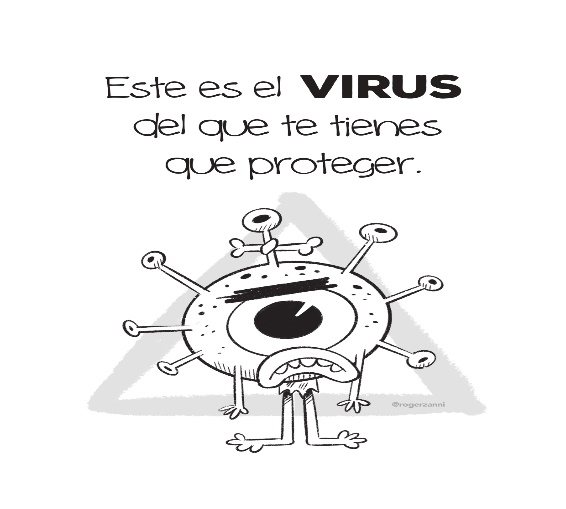 Este es el VIRUS
del que te tienes
que proteger.
@rogerzanni